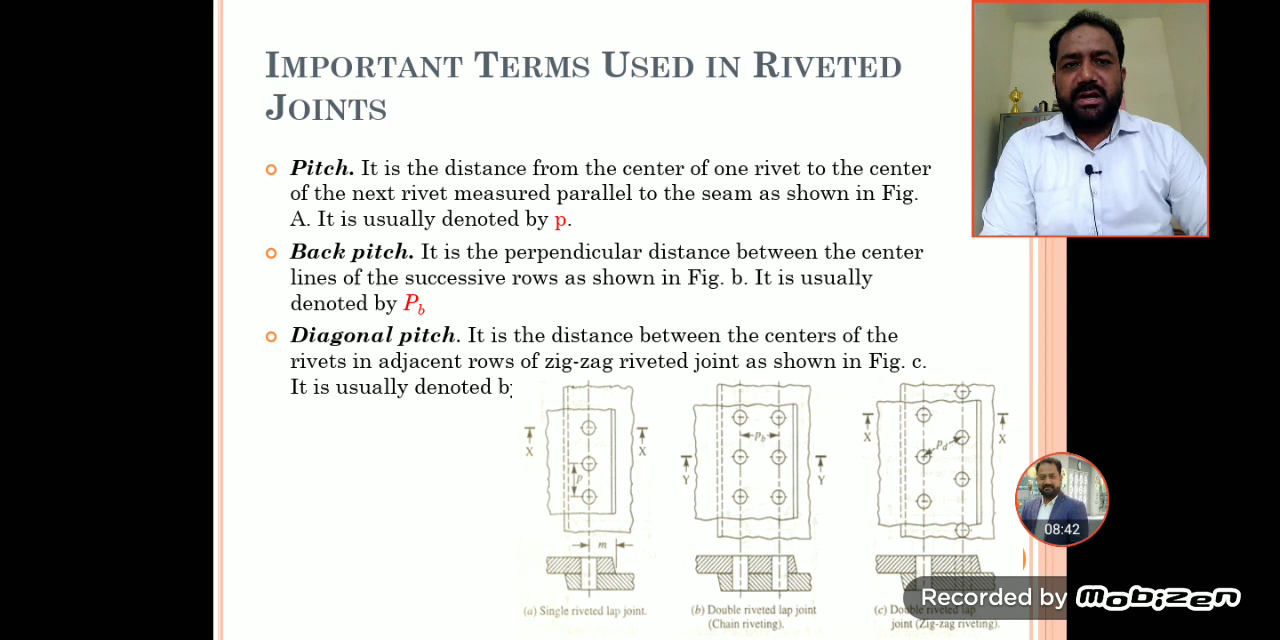 IMPORTANT TERMS USED IN RIVETED
JOINTS
Pitch. It is the distance from the center of one rivet to the center
of the next rivet measured parallel to the seam as shown in Fig.
A. It is usually denoted by p.
Back pitch. It is the perpendicular distance between the center
lines of the successive rows as shown in Fig. b. It is usually
denoted by Pb
Diagonal pitch. It is the distance between the centers of the
rivets in adjacent rows of zig-zag riveted joint as shown in Fig. c.
It is usually denoted by
X X
p
m
(a) Single riveted lap joint.
Pb
Y Y
(b) Double riveted lap joint
(Chain riveting).
X X
Pd
(c) Double riveted lap
joint (Zig-zag riveting).
08:42
Recorded by mobizen